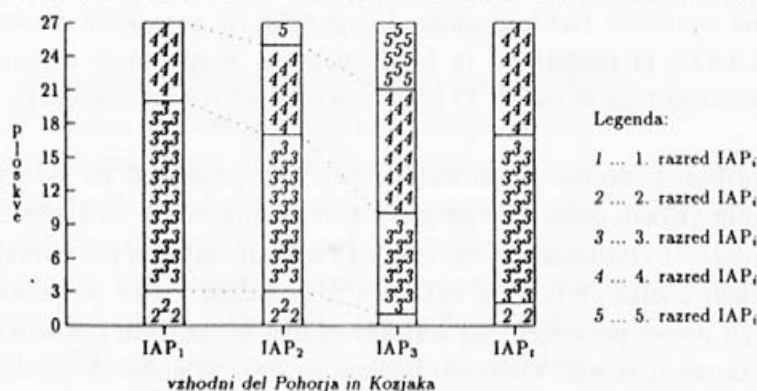 27
24
21
18
15
12
9
6
3
0
ploskve
IAP₁
IAP₂
IAP₃
IAPᵢ
vzhodni del Pohorja in Kozjaka
Legenda:
1 ... 1. razred IAPᵢ
2 ... 2. razred IAPᵢ
3 ... 3. razred IAPᵢ
4 ... 4. razred IAPᵢ
5 ... 5. razred IAPᵢ